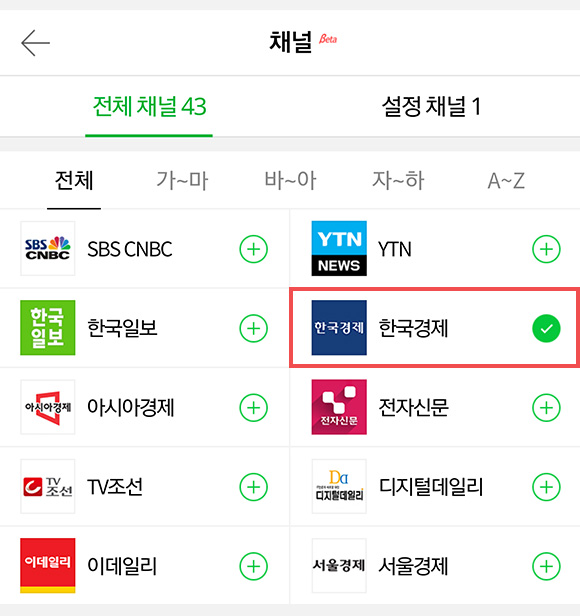 채널 Beta
전체 채널 43
설정 채널 1
전체 가~마 바~아 자~하 A~Z
SBS
CNBC
SBS CNBC
YTN
NEWS
YTN
한국
일보
한국일보
한국경제
한국경제
아시아경제
아시아경제
전자신문
전자신문
TV
조선
TV조선
디지털데일리
디지털데일리
이데일리
이데일리
서울경제
서울경제